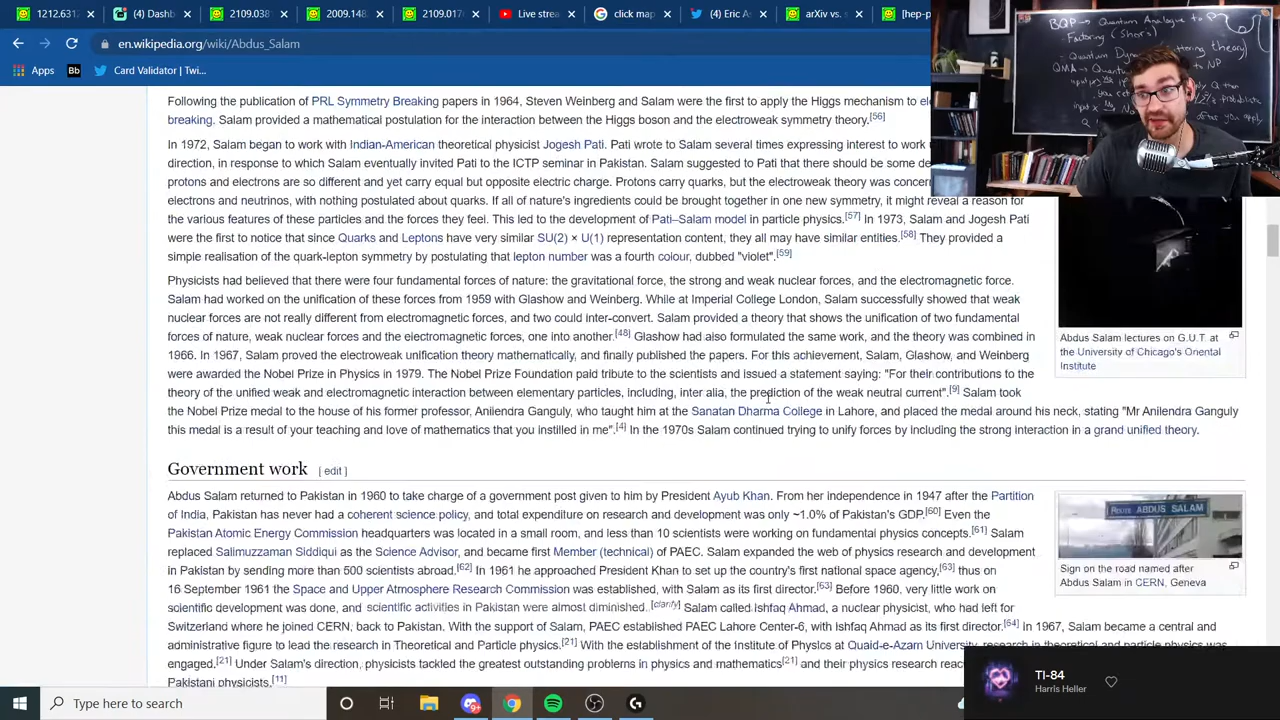 1212.6312
2109.038
2009.148
2109.017
Live strea
click map
Eric As
arXiv vs.
[hep-p
en.wikipedia.org/wiki/Abdus_Salam
Apps
Bb
Card Validator | Twi...
BQP → Quantum Analogue to P
- Factoring (Shor's)
Following the publication of PRL Symmetry Breaking papers in 1964, Steven Weinberg and Salam were the first to apply the Higgs mechanism to
breaking. Salam provided a mathematical postulation for the interaction between the Higgs boson and the electroweak symmetry theory.[56]
In 1972, Salam began to work with Indian-American theoretical physicist Jogesh Pati. Pati wrote to Salam several times expressing interest to work
direction, in response to which Salam eventually invited Pati to the ICTP seminar in Pakistan. Salam suggested to Pati that there should be some de
protons and electrons are so different and yet carry equal but opposite electric charge. Protons carry quarks, but the electroweak theory was concer
electrons and neutrinos, with nothing postulated about quarks. If all of nature's ingredients could be brought together in one new symmetry, it might reveal a reason for
the various features of these particles and the forces they feel. This led to the development of Pati–Salam model in particle physics.[57] In 1973, Salam and Jogesh Pati
were the first to notice that since Quarks and Leptons have very similar SU(2) × U(1) representation content, they all may have similar entities.[58] They provided a
simple realisation of the quark-lepton symmetry by postulating that lepton number was a fourth colour, dubbed "violet".[59]
Physicists had believed that there were four fundamental forces of nature: the gravitational force, the strong and weak nuclear forces, and the electromagnetic force.
Salam had worked on the unification of these forces from 1959 with Glashow and Weinberg. While at Imperial College London, Salam successfully showed that weak
nuclear forces are not really different from electromagnetic forces, and two could inter-convert. Salam provided a theory that shows the unification of two fundamental
forces of nature, weak nuclear forces and the electromagnetic forces, one into another.[48] Glashow had also formulated the same work, and the theory was combined in
1966. In 1967, Salam proved the electroweak unification theory mathematically, and finally published the papers. For this achievement, Salam, Glashow, and Weinberg
were awarded the Nobel Prize in Physics in 1979. The Nobel Prize Foundation paid tribute to the scientists and issued a statement saying: "For their contributions to the
theory of the unified weak and electromagnetic interaction between elementary particles, including, inter alia, the prediction of the weak neutral current".[9] Salam took
the Nobel Prize medal to the house of his former professor, Anilendra Ganguly, who taught him at the Sanatan Dharma College in Lahore, and placed the medal around his neck, stating "Mr Anilendra Ganguly
this medal is a result of your teaching and love of mathematics that you instilled in me".[4] In the 1970s Salam continued trying to unify forces by including the strong interaction in a grand unified theory.
Abdus Salam lectures on G.U.T. at
the University of Chicago's Oriental
Institute
Government work [ edit ]
Abdus Salam returned to Pakistan in 1960 to take charge of a government post given to him by President Ayub Khan. From her independence in 1947 after the Partition
of India, Pakistan has never had a coherent science policy, and total expenditure on research and development was only ~1.0% of Pakistan's GDP.[60] Even the
Pakistan Atomic Energy Commission headquarters was located in a small room, and less than 10 scientists were working on fundamental physics concepts.[61] Salam
replaced Salimuzzaman Siddiqui as the Science Advisor, and became first Member (technical) of PAEC. Salam expanded the web of physics research and development
in Pakistan by sending more than 500 scientists abroad.[62] In 1961 he approached President Khan to set up the country's first national space agency,[63] thus on
16 September 1961 the Space and Upper Atmosphere Research Commission was established, with Salam as its first director.[63] Before 1960, very little work on
scientific development was done, and scientific activities in Pakistan were almost diminished.[clarify] Salam called Ishfaq Ahmad, a nuclear physicist, who had left for
Switzerland where he joined CERN, back to Pakistan. With the support of Salam, PAEC established PAEC Lahore Center-6, with Ishfaq Ahmad as its first director.[64] In 1967, Salam became a central and
administrative figure to lead the research in Theoretical and Particle physics.[21] With the establishment of the Institute of Physics at Quaid-e-Azam University, research in theoretical and particle physics was
engaged.[21] Under Salam's direction, physicists tackled the greatest outstanding problems in physics and mathematics[21] and their physics research reac
Pakistani physicists.[11]
ROUTE ABDUS SALAM
Sign on the road named after
Abdus Salam in CERN, Geneva
TI-84
Harris Heller
Type here to search